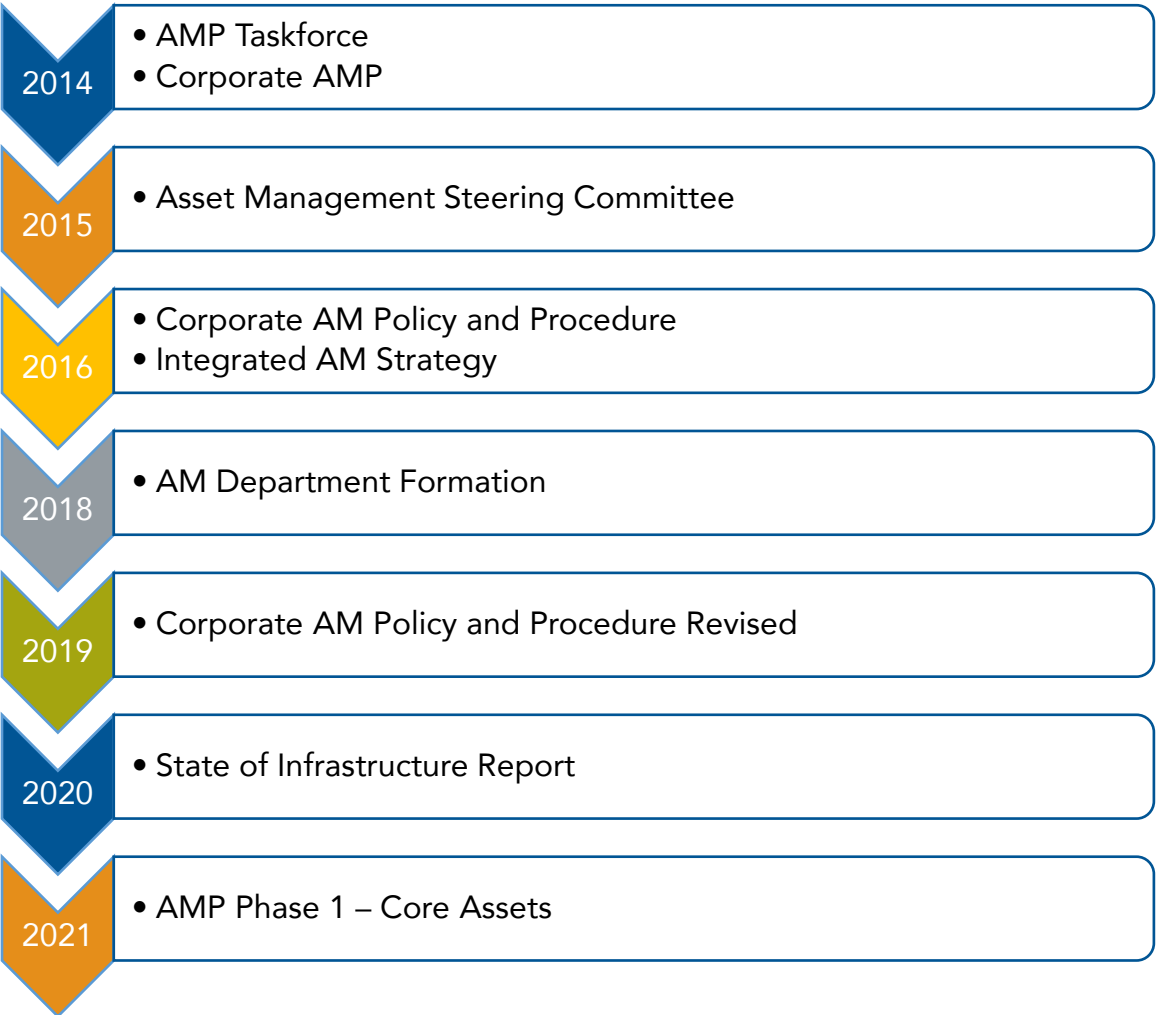 2014
• AMP Taskforce
• Corporate AMP
2015
• Asset Management Steering Committee
2016
• Corporate AM Policy and Procedure
• Integrated AM Strategy
2018
• AM Department Formation
2019
• Corporate AM Policy and Procedure Revised
2020
• State of Infrastructure Report
2021
• AMP Phase 1 – Core Assets